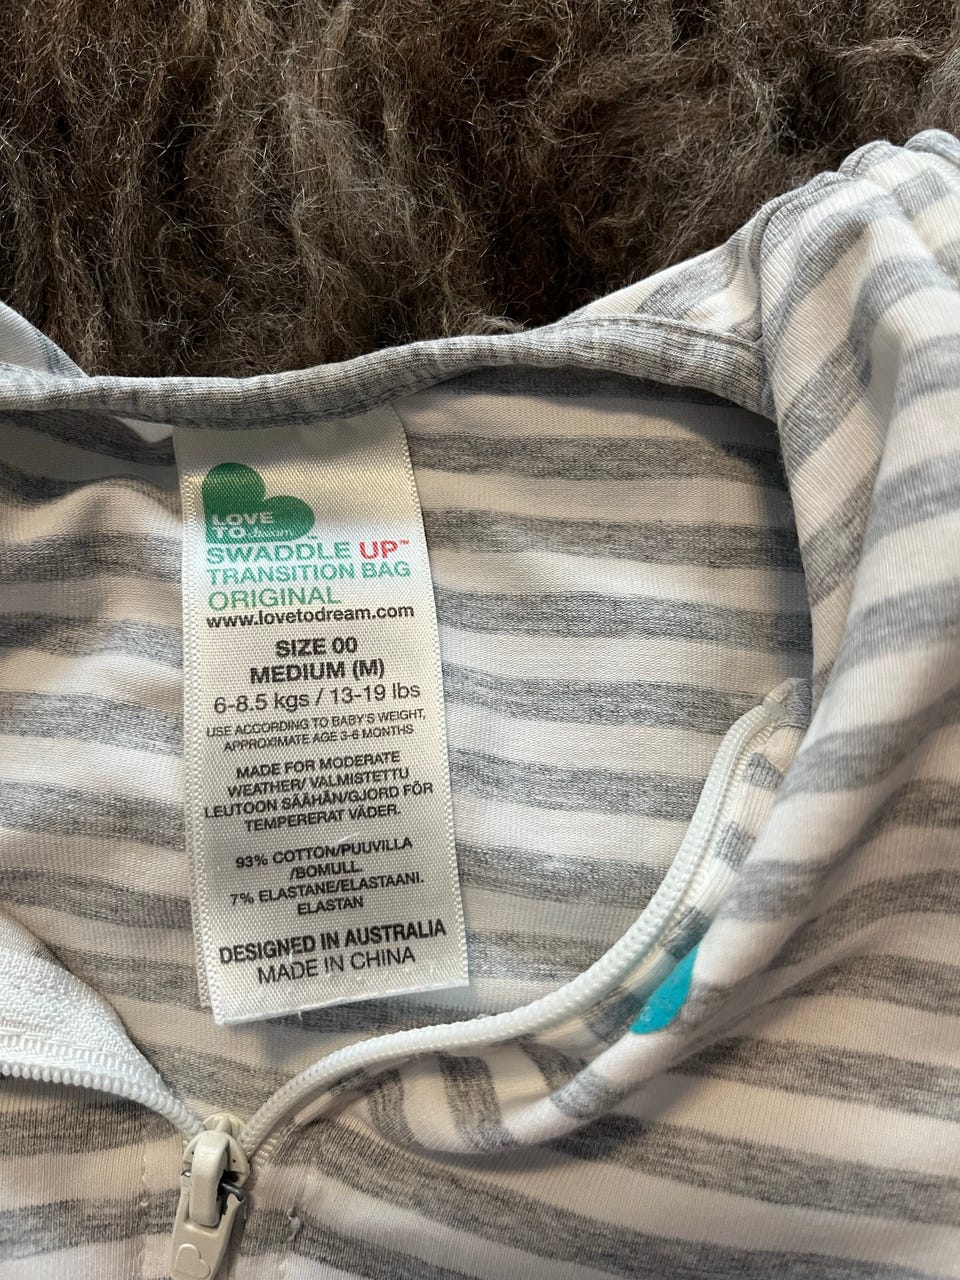 LOVE
TO dream™
SWADDLE UP™
TRANSITION BAG
ORIGINAL
www.lovetodream.com
SIZE 00
MEDIUM (M)
6-8.5 kgs / 13-19 lbs
USE ACCORDING TO BABY'S WEIGHT,
APPROXIMATE AGE 3-6 MONTHS
MADE FOR MODERATE
WEATHER/ VALMISTETTU
LEUTOON SÄÄHÄN/GJORD FÖR
TEMPERERAT VÄDER.
93% COTTON/PUUVILLA
/BOMULL.
7% ELASTANE/ELASTAANI.
ELASTAN
DESIGNED IN AUSTRALIA
MADE IN CHINA